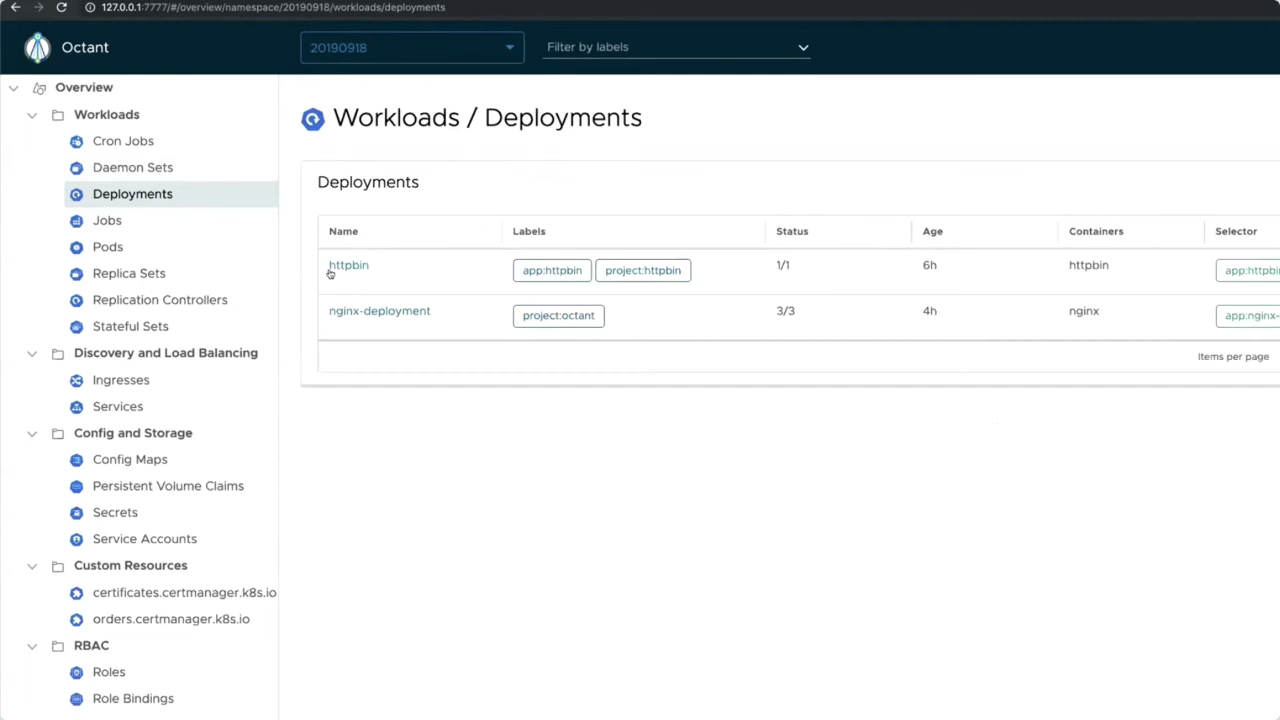 127.0.0.1:7777/#/overview/namespace/20190918/workloads/deployments
Octant
20190918
Filter by labels
Overview
Workloads
Cron Jobs
Daemon Sets
Deployments
Jobs
Pods
Replica Sets
Replication Controllers
Stateful Sets
Discovery and Load Balancing
Ingresses
Services
Config and Storage
Config Maps
Persistent Volume Claims
Secrets
Service Accounts
Custom Resources
certificates.certmanager.k8s.io
orders.certmanager.k8s.io
RBAC
Roles
Role Bindings
Workloads / Deployments
Deployments
Name Labels Status Age Containers Selector
httpbin app:httpbin project:httpbin 1/1 6h httpbin app:httpbi
nginx-deployment project:octant 3/3 4h nginx app:nginx-
Items per page